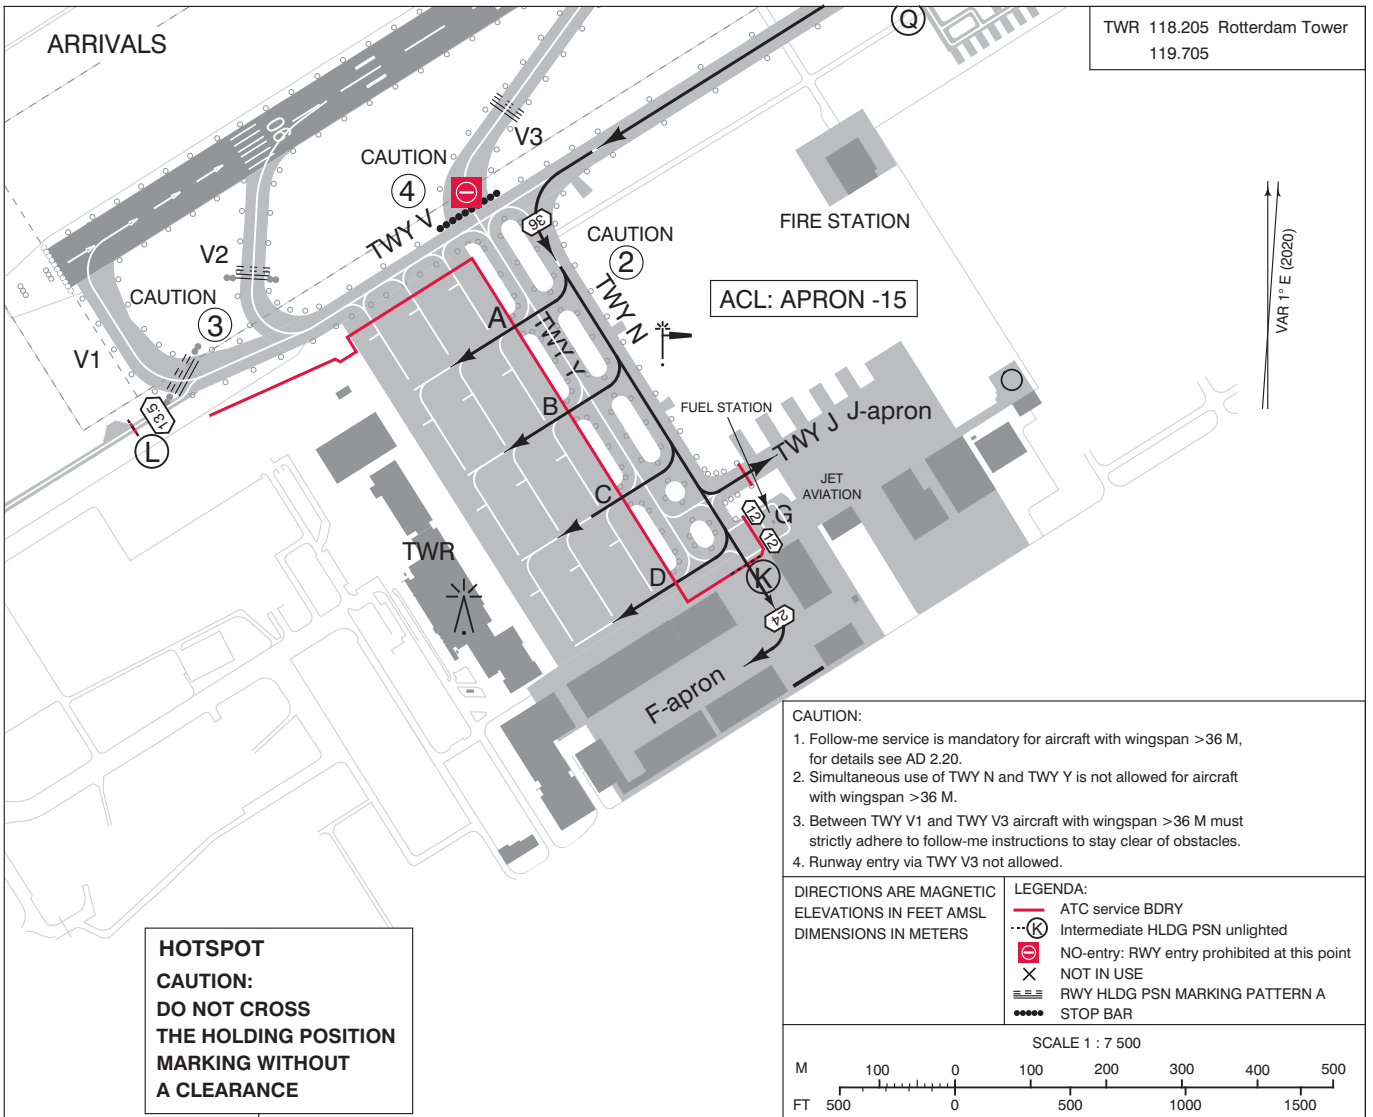 ARRIVALS
Q
TWR 118.205 Rotterdam Tower
119.705
06
V3
CAUTION
4
TWY V
36
CAUTION
2
TWY N
FIRE STATION
VAR 1° E (2020)
V2
CAUTION
3
ACL: APRON -15
A
TWY Y
V1
13.5
L
B
FUEL STATION
TWY J
J-apron
JET
AVIATION
C
12
G
12
TWR
D
K
24
F-apron
CAUTION:
1. Follow-me service is mandatory for aircraft with wingspan >36 M,
for details see AD 2.20.
2. Simultaneous use of TWY N and TWY Y is not allowed for aircraft
with wingspan >36 M.
3. Between TWY V1 and TWY V3 aircraft with wingspan >36 M must
strictly adhere to follow-me instructions to stay clear of obstacles.
4. Runway entry via TWY V3 not allowed.
DIRECTIONS ARE MAGNETIC
ELEVATIONS IN FEET AMSL
DIMENSIONS IN METERS
LEGENDA:
ATC service BDRY
K Intermediate HLDG PSN unlighted
NO-entry: RWY entry prohibited at this point
NOT IN USE
RWY HLDG PSN MARKING PATTERN A
STOP BAR
HOTSPOT
CAUTION:
DO NOT CROSS
THE HOLDING POSITION
MARKING WITHOUT
A CLEARANCE
SCALE 1 : 7 500
M 100 0 100 200 300 400 500
FT 500 0 500 1000 1500